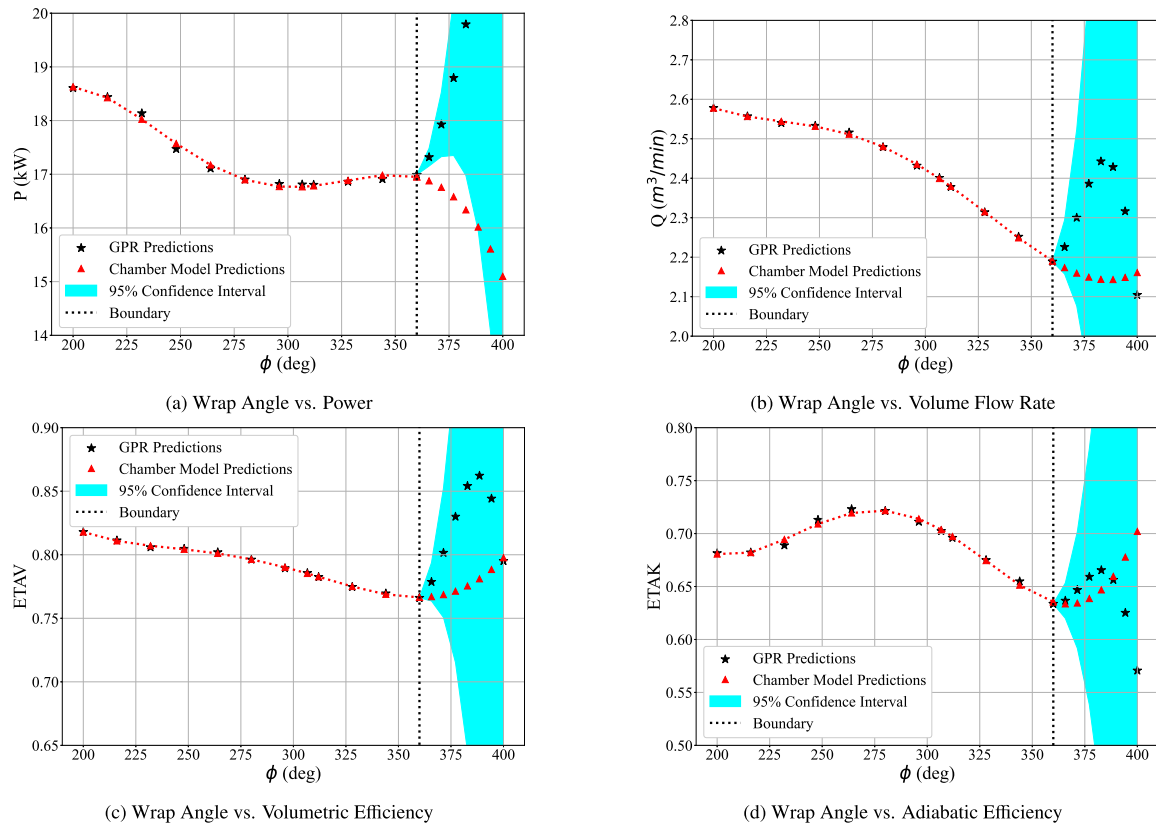 20
19
18
17
16
15
14
P (kW)
GPR Predictions
Chamber Model Predictions
95% Confidence Interval
Boundary
200 225 250 275 300 325 350 375 400
ϕ (deg)
(a) Wrap Angle vs. Power
2.8
2.7
2.6
2.5
2.4
2.3
2.2
2.1
2.0
Q (m³/min)
GPR Predictions
Chamber Model Predictions
95% Confidence Interval
Boundary
200 225 250 275 300 325 350 375 400
ϕ (deg)
(b) Wrap Angle vs. Volume Flow Rate
0.90
0.85
0.80
0.75
0.70
0.65
ETAV
GPR Predictions
Chamber Model Predictions
95% Confidence Interval
Boundary
200 225 250 275 300 325 350 375 400
ϕ (deg)
(c) Wrap Angle vs. Volumetric Efficiency
0.80
0.75
0.70
0.65
0.60
0.55
0.50
ETAK
GPR Predictions
Chamber Model Predictions
95% Confidence Interval
Boundary
200 225 250 275 300 325 350 375 400
ϕ (deg)
(d) Wrap Angle vs. Adiabatic Efficiency